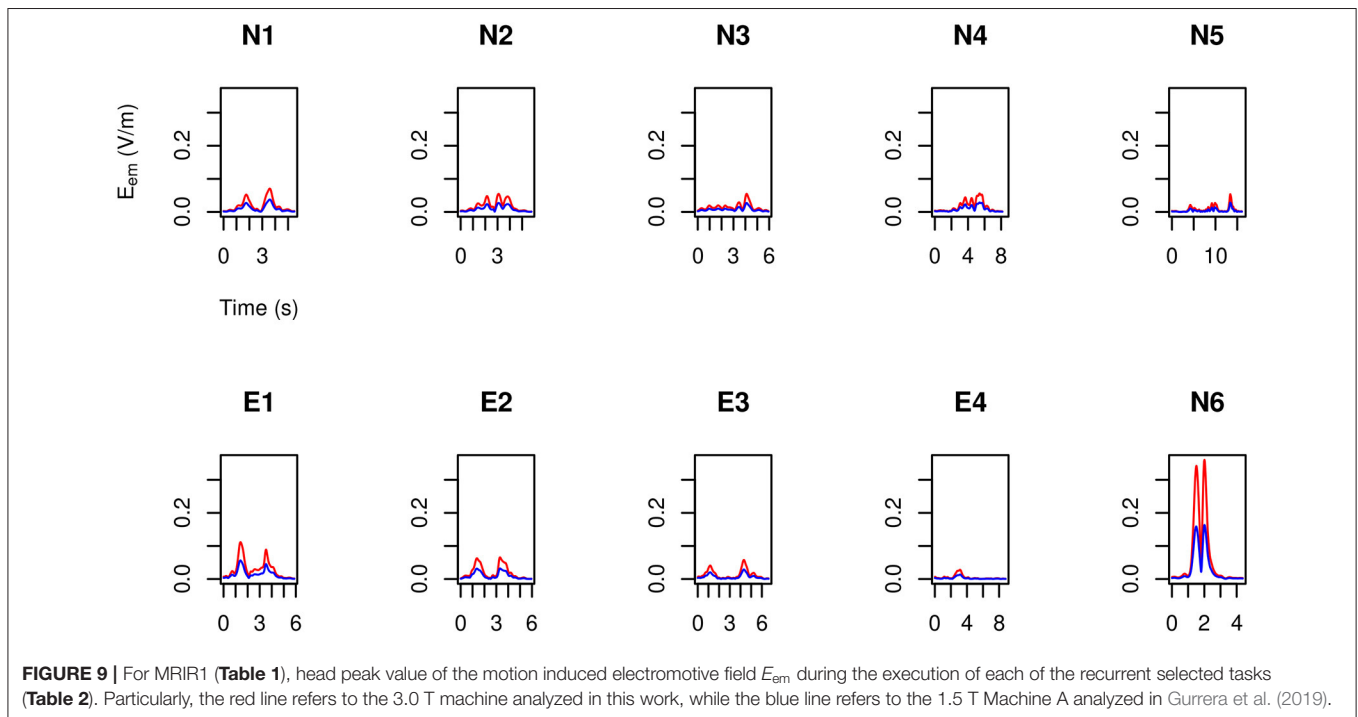 N1 N2 N3 N4 N5
E_em (V/m)
0.0 0.2 0.0 0.2 0.0 0.2 0.0 0.2 0.0 0.2
0 3 0 3 0 3 6 0 4 8 0 10
Time (s)
E1 E2 E3 E4 N6
0.0 0.2 0.0 0.2 0.0 0.2 0.0 0.2 0.0 0.2
0 3 6 0 3 6 0 3 6 0 4 8 0 2 4
FIGURE 9 | For MRIR1 (Table 1), head peak value of the motion induced electromotive field E_em during the execution of each of the recurrent selected tasks
(Table 2). Particularly, the red line refers to the 3.0 T machine analyzed in this work, while the blue line refers to the 1.5 T Machine A analyzed in Gurrera et al. (2019).